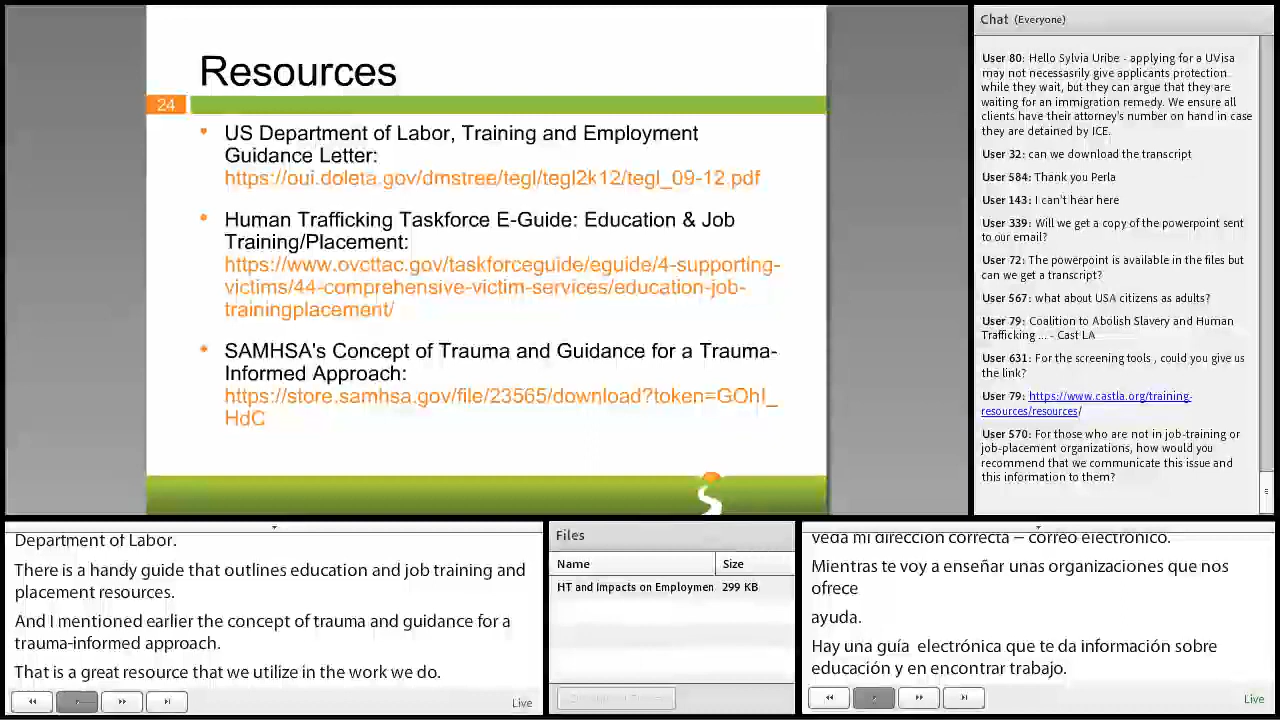 Resources
24
US Department of Labor, Training and Employment
Guidance Letter:
https://oui.doleta.gov/dmstree/tegl/tegl2k12/tegl_09-12.pdf
Human Trafficking Taskforce E-Guide: Education & Job
Training/Placement:
https://www.ovcttac.gov/taskforceguide/eguide/4-supporting-
victims/44-comprehensive-victim-services/education-job-
trainingplacement/
SAMHSA's Concept of Trauma and Guidance for a Trauma-
Informed Approach:
https://store.samhsa.gov/file/23565/download?token=GOhI_
HdC
Chat (Everyone)
User 80: Hello Sylvia Uribe - applying for a UVisa
may not necessasrily give applicants protection
while they wait, but they can argue that they are
waiting for an immigration remedy. We ensure all
clients have their attorney's number on hand in case
they are detained by ICE.
User 32: can we download the transcript
User 584: Thank you Perla
User 143: I can't hear here
User 339: Will we get a copy of the powerpoint sent
to our email?
User 72: The powerpoint is available in the files but
can we get a transcript?
User 567: what about USA citizens as adults?
User 79: Coalition to Abolish Slavery and Human
Trafficking ... - Cast LA
User 631: For the screening tools , could you give us
the link?
User 79: https://www.castla.org/training-
resources/resources/
User 570: For those who are not in job-training or
job-placement organizations, how would you
recommend that we communicate this issue and
this information to them?
Department of Labor.
There is a handy guide that outlines education and job training and
placement resources.
And I mentioned earlier the concept of trauma and guidance for a
trauma-informed approach.
That is a great resource that we utilize in the work we do.
Live
Files
Name Size
HT and Impacts on Employmen 299 KB
mi dirección correcta – correo electrónico.
Mientras te voy a enseñar unas organizaciones que nos
ofrece
ayuda.
Hay una guía electrónica que te da información sobre
educación y en encontrar trabajo.
Live